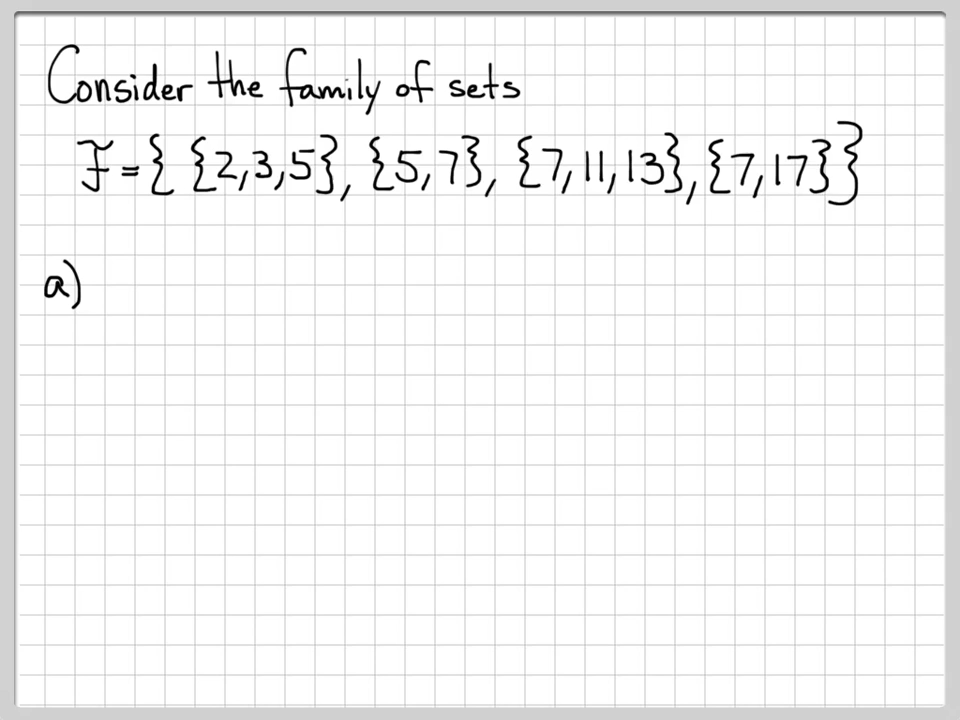 Consider the family of sets
ℱ = { {2,3,5}, {5,7}, {7,11,13}, {7,17}}
a)